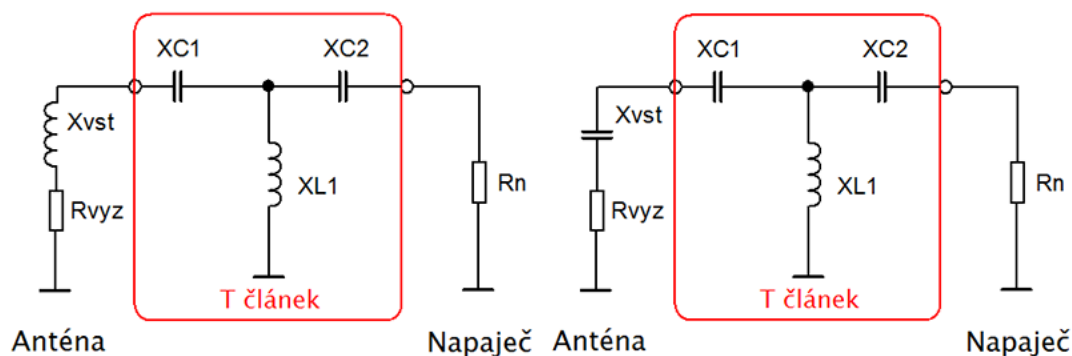 XC1
XC2
Xvst
XL1
Rvyz
Rn
T článek
Anténa
Napaječ
XC1
XC2
Xvst
XL1
Rvyz
Rn
T článek
Anténa
Napaječ